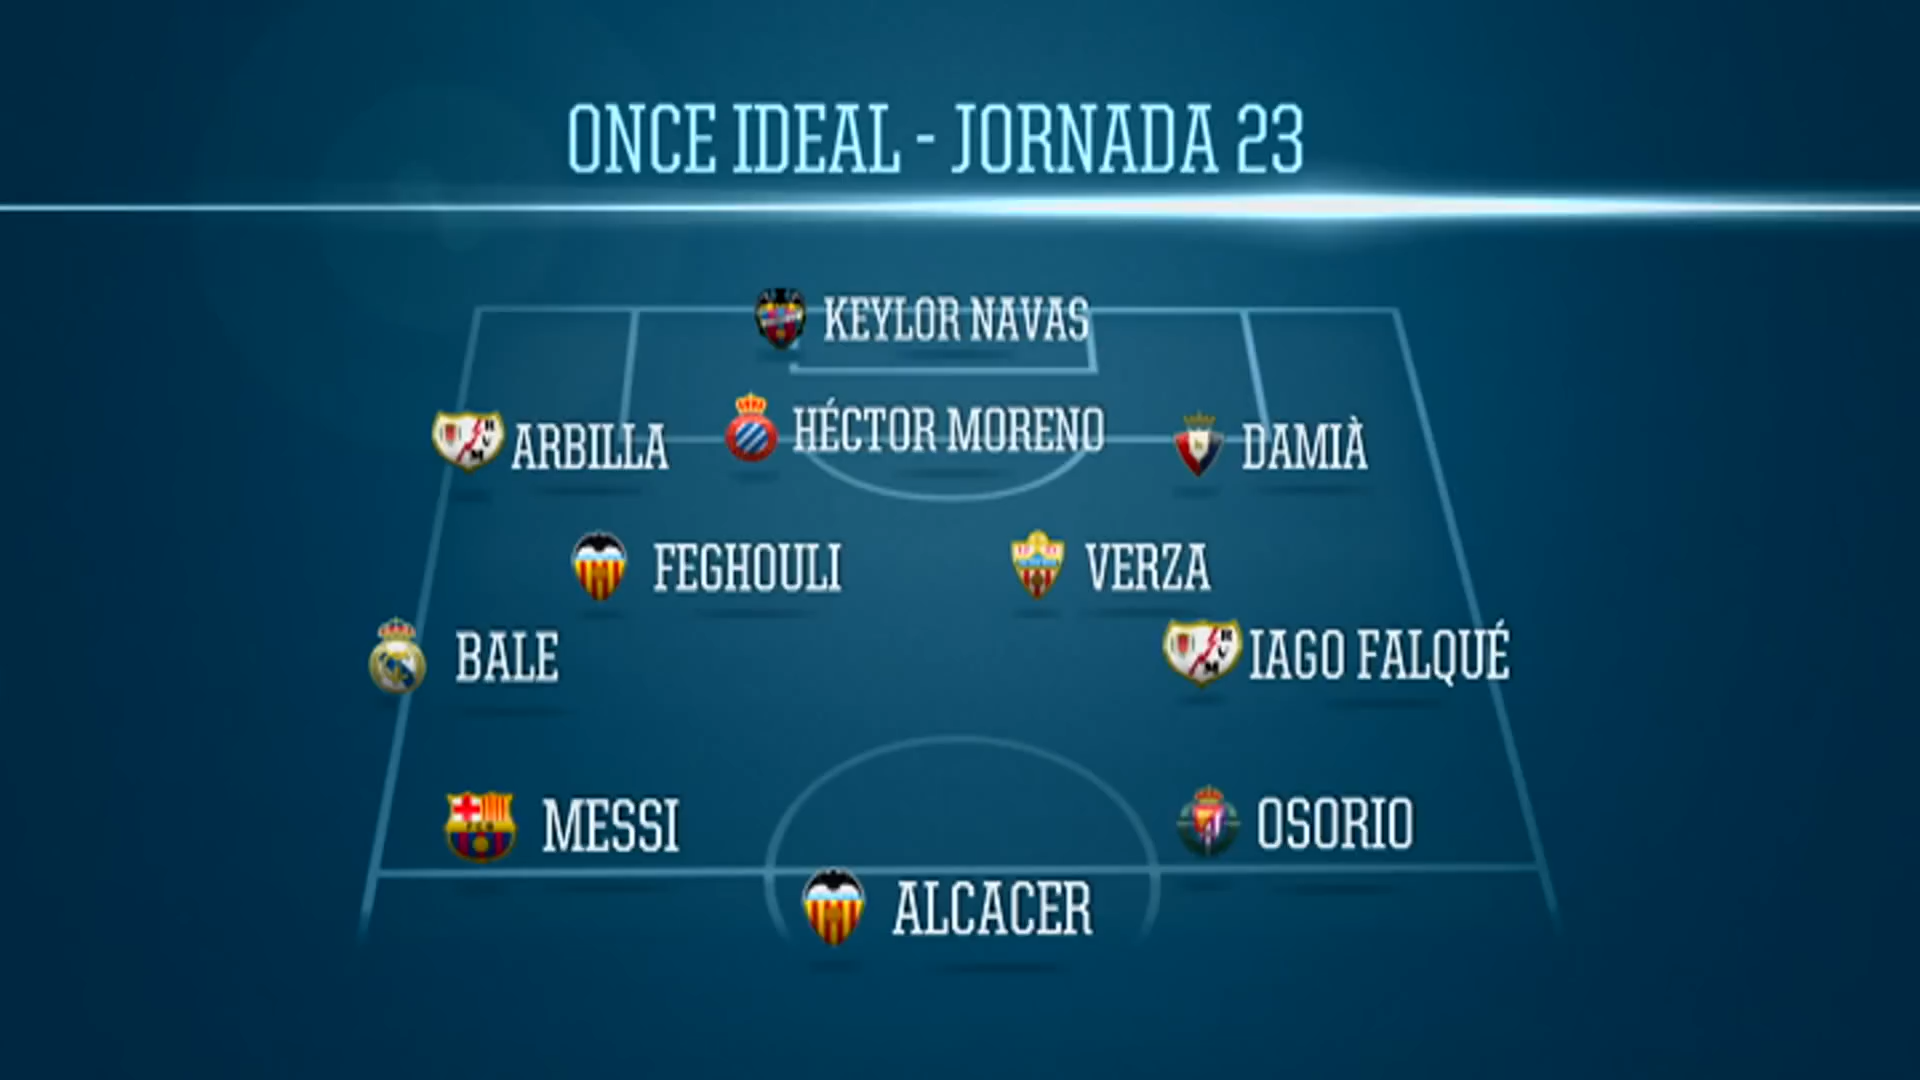 ONCE IDEAL - JORNADA 23
KEYLOR NAVAS
ARBILLA
HÉCTOR MORENO
DAMIÀ
FEGHOULI
VERZA
BALE
IAGO FALQUÉ
MESSI
OSORIO
ALCACER